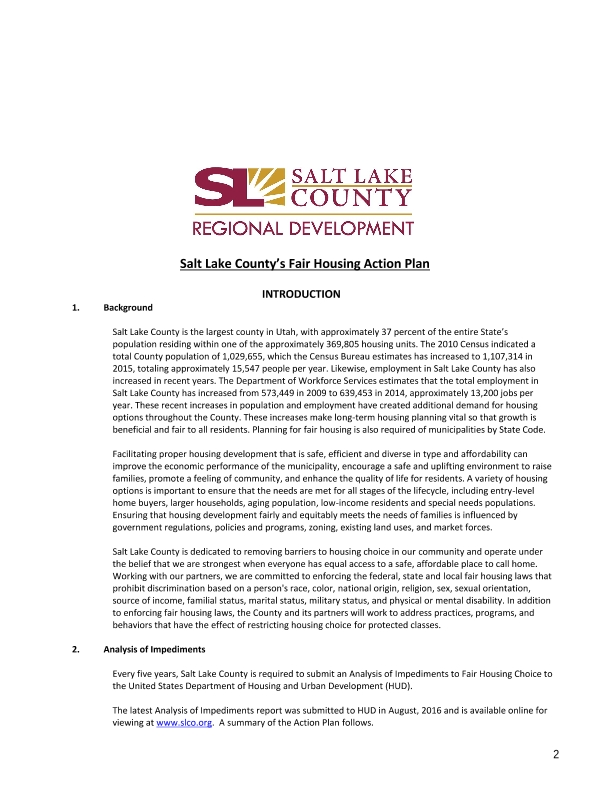 SL SALT LAKE
COUNTY
REGIONAL DEVELOPMENT
Salt Lake County’s Fair Housing Action Plan
INTRODUCTION
1. Background
Salt Lake County is the largest county in Utah, with approximately 37 percent of the entire State’s
population residing within one of the approximately 369,805 housing units. The 2010 Census indicated a
total County population of 1,029,655, which the Census Bureau estimates has increased to 1,107,314 in
2015, totaling approximately 15,547 people per year. Likewise, employment in Salt Lake County has also
increased in recent years. The Department of Workforce Services estimates that the total employment in
Salt Lake County has increased from 573,449 in 2009 to 639,453 in 2014, approximately 13,200 jobs per
year. These recent increases in population and employment have created additional demand for housing
options throughout the County. These increases make long-term housing planning vital so that growth is
beneficial and fair to all residents. Planning for fair housing is also required of municipalities by State Code.
Facilitating proper housing development that is safe, efficient and diverse in type and affordability can
improve the economic performance of the municipality, encourage a safe and uplifting environment to raise
families, promote a feeling of community, and enhance the quality of life for residents. A variety of housing
options is important to ensure that the needs are met for all stages of the lifecycle, including entry-level
home buyers, larger households, aging population, low-income residents and special needs populations.
Ensuring that housing development fairly and equitably meets the needs of families is influenced by
government regulations, policies and programs, zoning, existing land uses, and market forces.
Salt Lake County is dedicated to removing barriers to housing choice in our community and operate under
the belief that we are strongest when everyone has equal access to a safe, affordable place to call home.
Working with our partners, we are committed to enforcing the federal, state and local fair housing laws that
prohibit discrimination based on a person's race, color, national origin, religion, sex, sexual orientation,
source of income, familial status, marital status, military status, and physical or mental disability. In addition
to enforcing fair housing laws, the County and its partners will work to address practices, programs, and
behaviors that have the effect of restricting housing choice for protected classes.
2. Analysis of Impediments
Every five years, Salt Lake County is required to submit an Analysis of Impediments to Fair Housing Choice to
the United States Department of Housing and Urban Development (HUD).
The latest Analysis of Impediments report was submitted to HUD in August, 2016 and is available online for
viewing at www.slco.org. A summary of the Action Plan follows.
2